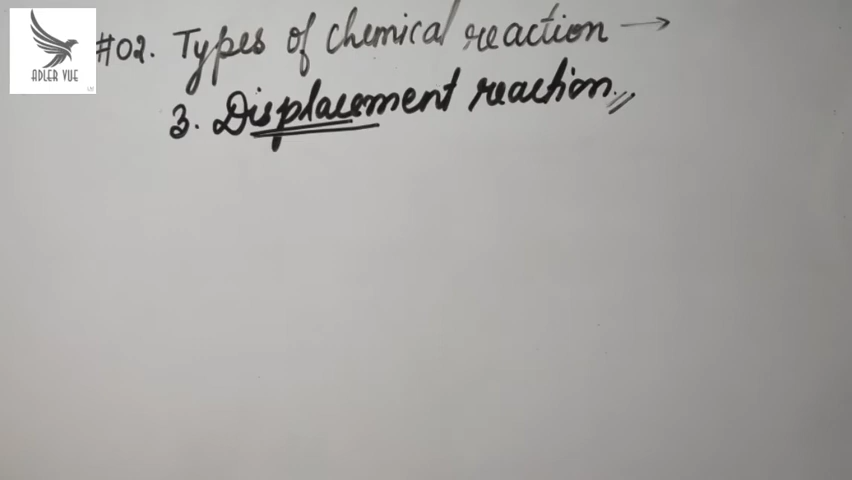 ADLER VUE
#02. Types of chemical reaction →
3. Displacement reaction.